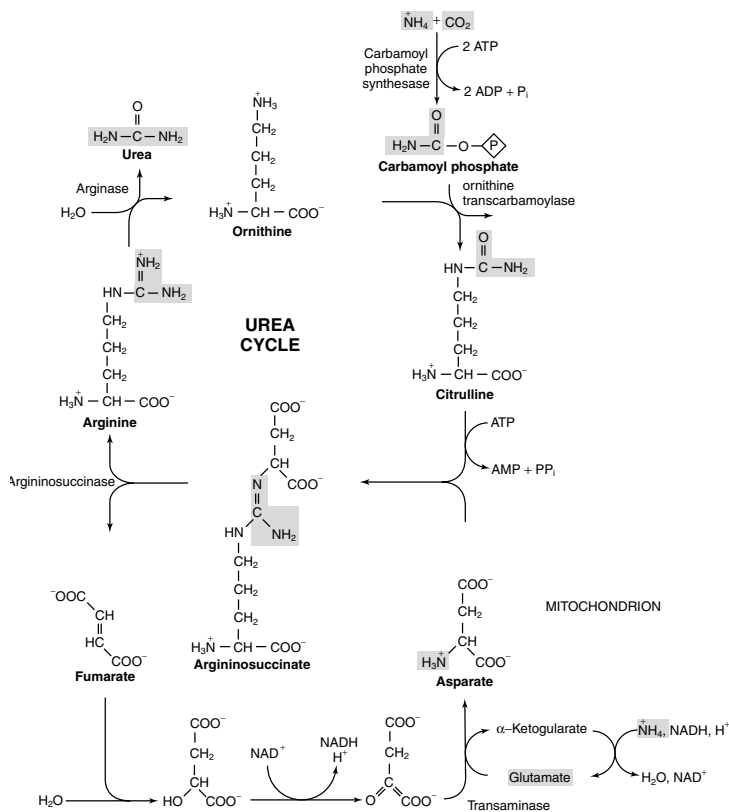 N⁺H₄ + CO₂
Carbamoyl
phosphate
synthesase
2 ATP
2 ADP + Pᵢ
O
H₂N – C – O – P
Carbamoyl phosphate
ornithine
transcarbamoylase
O
H₂N – C – NH₂
Urea
Arginase
H₂O
N⁺H₃
CH₂
CH₂
CH₂
H₃N⁺ – CH – COO⁻
Ornithine
O
HN – C – NH₂
CH₂
CH₂
CH₂
H₃N⁺ – CH – COO⁻
Citrulline
N⁺H₂
HN – C – NH₂
CH₂
CH₂
CH₂
H₃N⁺ – CH – COO⁻
Arginine
UREA
CYCLE
ATP
AMP + PPᵢ
COO⁻
CH₂
CH
COO⁻
N
C
HN NH₂
CH₂
CH₂
CH₂
H₃N⁺ – CH – COO⁻
Argininosuccinate
Argininosuccinase
⁻OOC
CH
HC
COO⁻
Fumarate
COO⁻
CH₂
CH
H₃N⁺ COO⁻
Asparate
MITOCHONDRION
H₂O
COO⁻
CH₂
CH
HO COO⁻
NAD⁺
NADH
H⁺
COO⁻
CH₂
C
O COO⁻
α–Ketogularate
N⁺H₄, NADH, H⁺
Glutamate
H₂O, NAD⁺
Transaminase